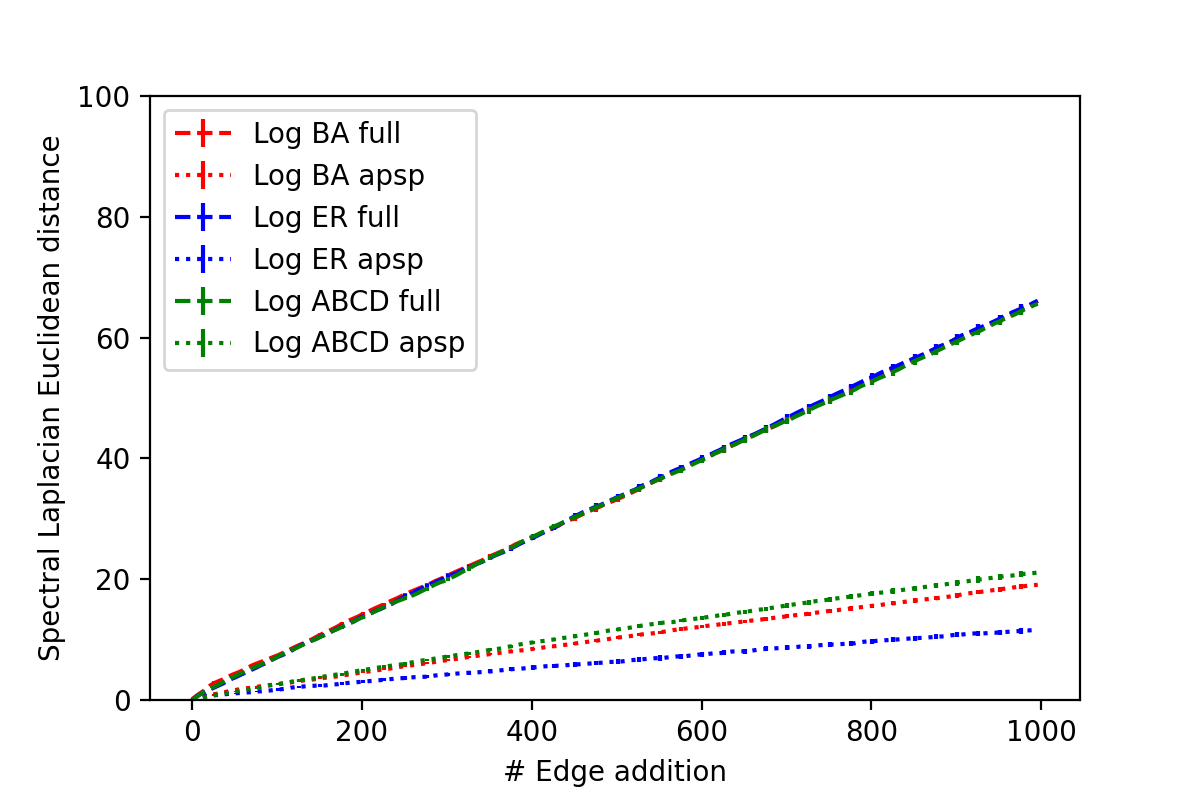 100
80
60
40
20
0
Spectral Laplacian Euclidean distance
Log BA full
Log BA apsp
Log ER full
Log ER apsp
Log ABCD full
Log ABCD apsp
0 200 400 600 800 1000
# Edge addition